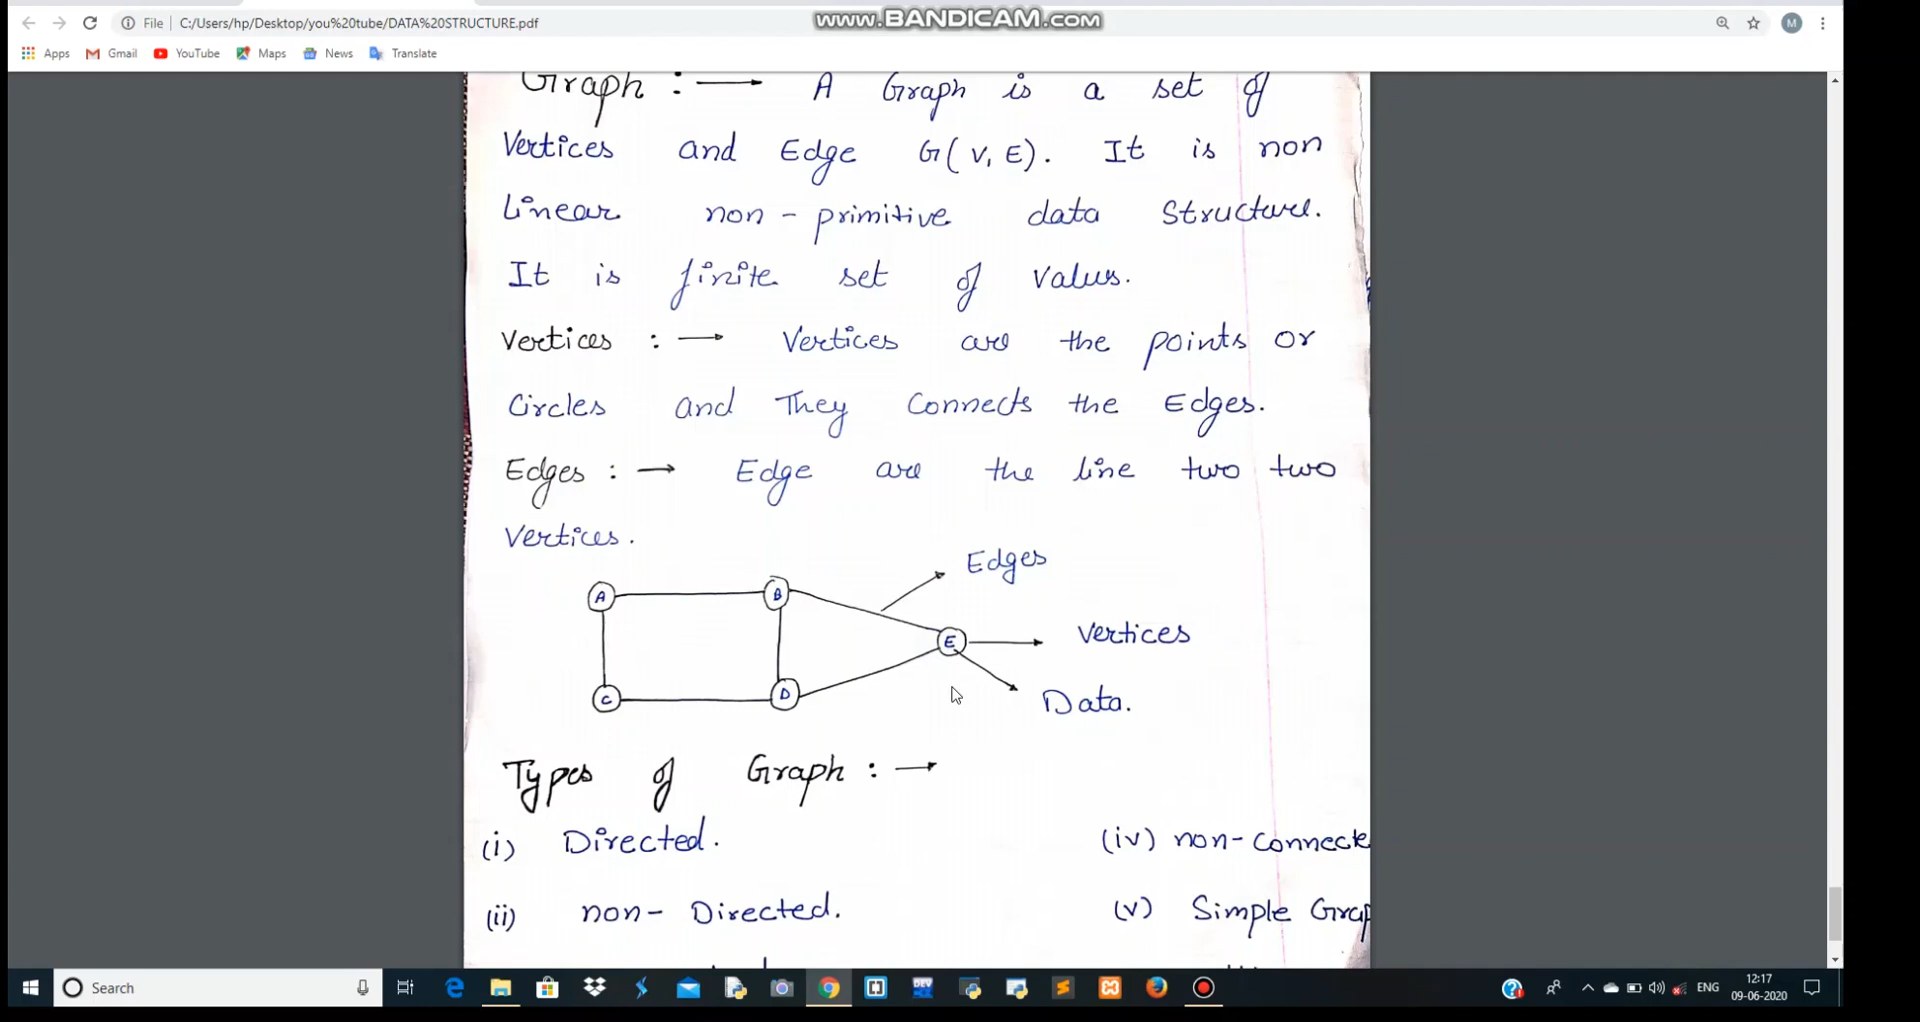 File C:/Users/hp/Desktop/you%20tube/DATA%20STRUCTURE.pdf
www.BANDICAM.com
M
Apps Gmail YouTube Maps News Translate
Graph : → A Graph is a set of
Vertices and Edge G(V, E). It is non
Linear non - primitive data Structure.
It is finite set of Values.
Vertices : → Vertices are the points or
Circles and They Connects the Edges.
Edges : → Edge are the line two two
Vertices.
Edges
A B
E Vertices
C D Data.
Types of Graph : →
(i) Directed. (iv) non-Connecte
(ii) non- Directed. (v) Simple Grap
Search
DEV
ENG
12:17
09-06-2020